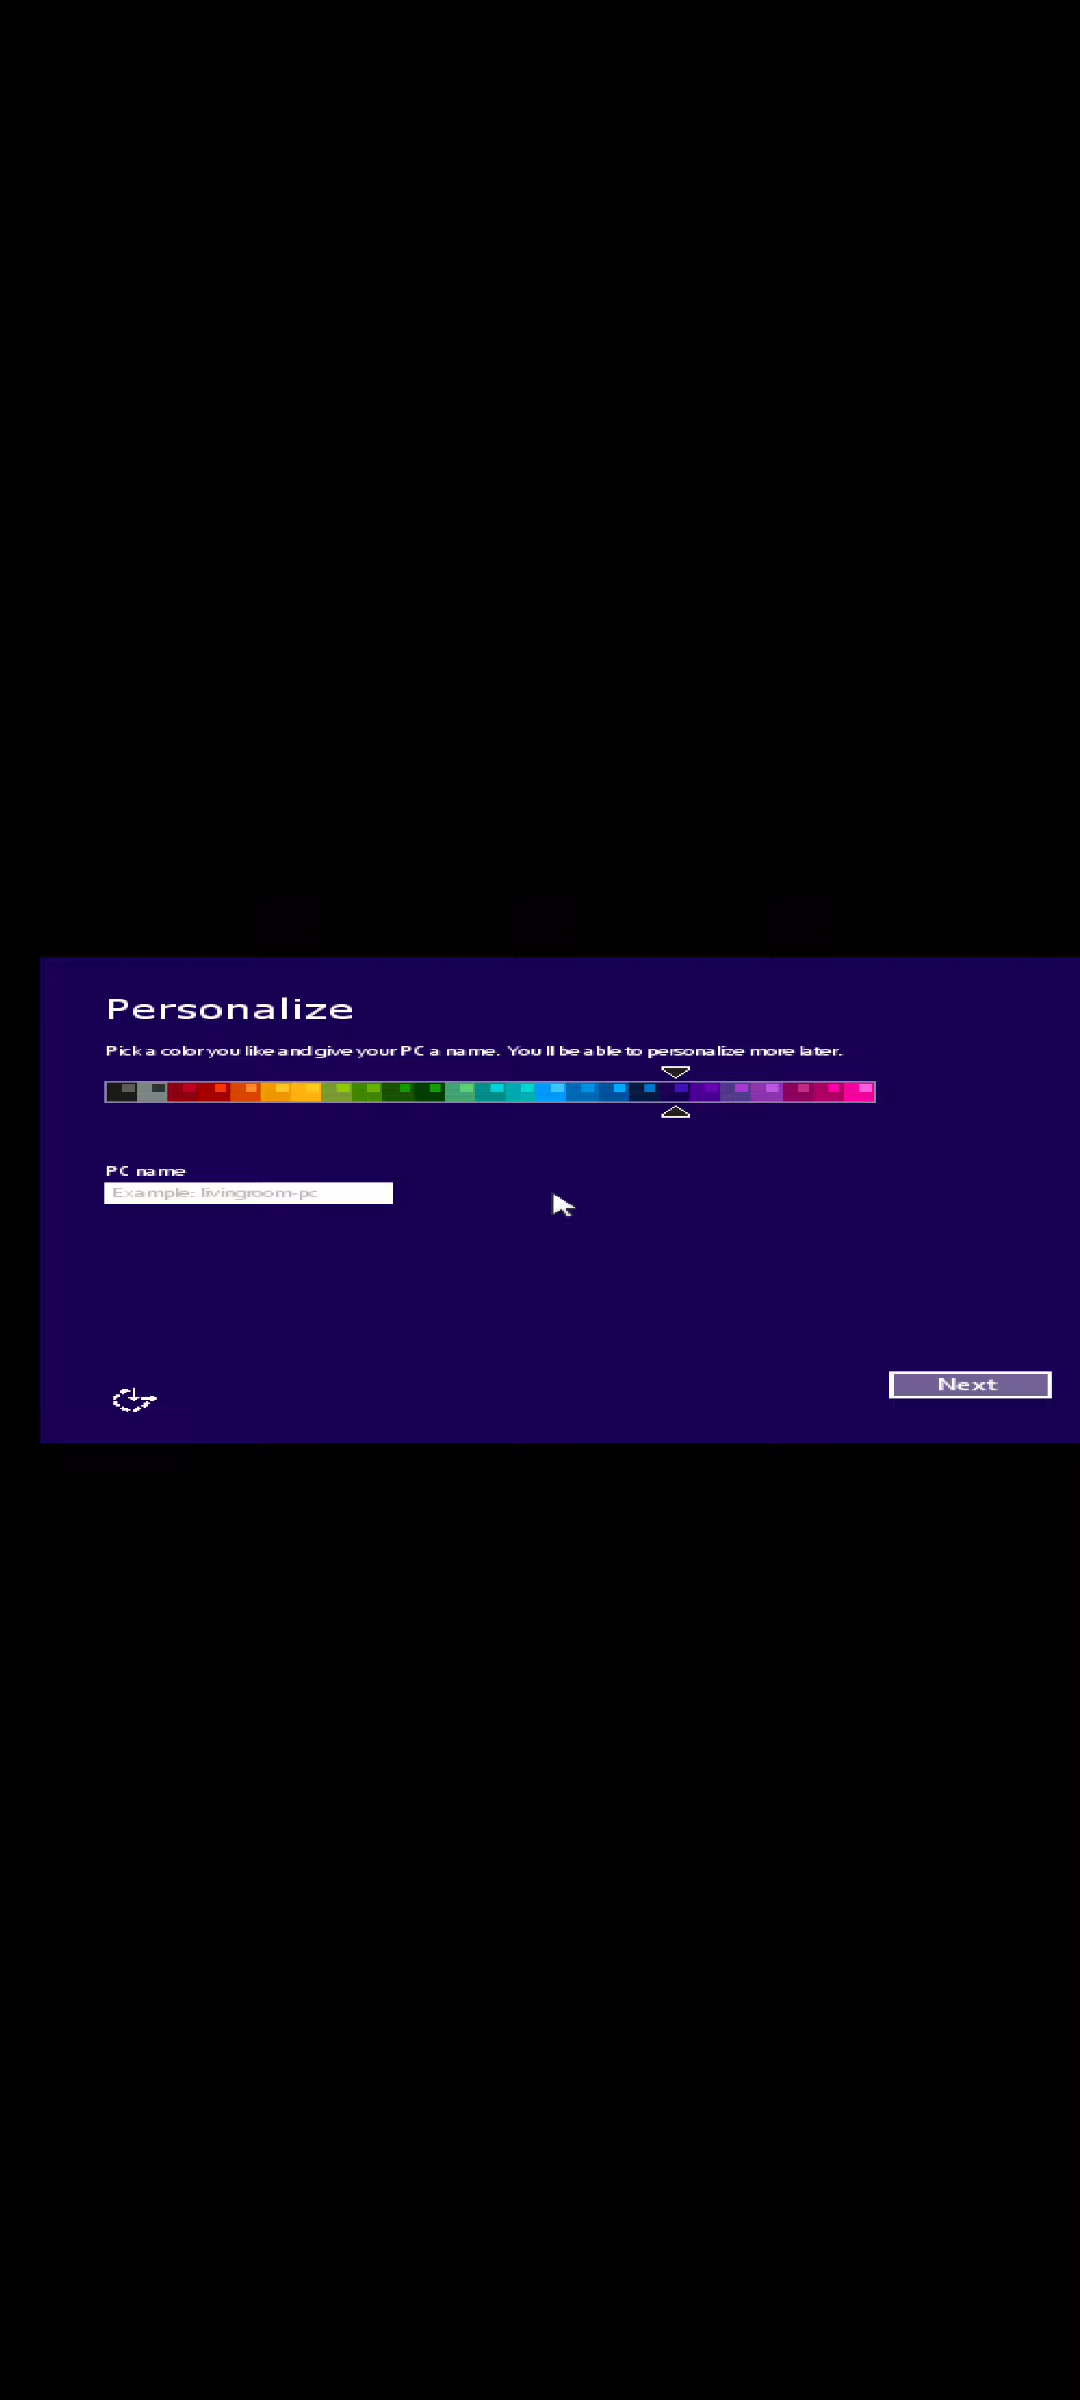 Personalize
Pick a color you like and give your PC a name. You ll be able to personalize more later.
PC name
Example: livingroom-pc
Next